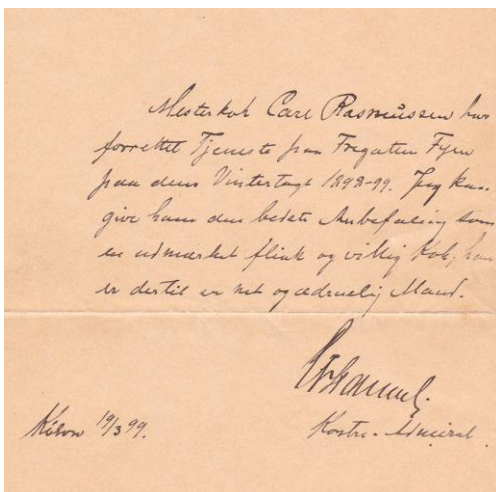 Mesterkok Carl Rasmussen har
forrettet Tjeneste paa Fregatten Fyen
paa dens Vintertogt 1898-99. Jeg kan
give ham den bedste Anbefaling som
en udmærket flink og villig Kok; han
er dertil en net og ædruelig Mand.
Kontre-Admiral.
19/3 99.